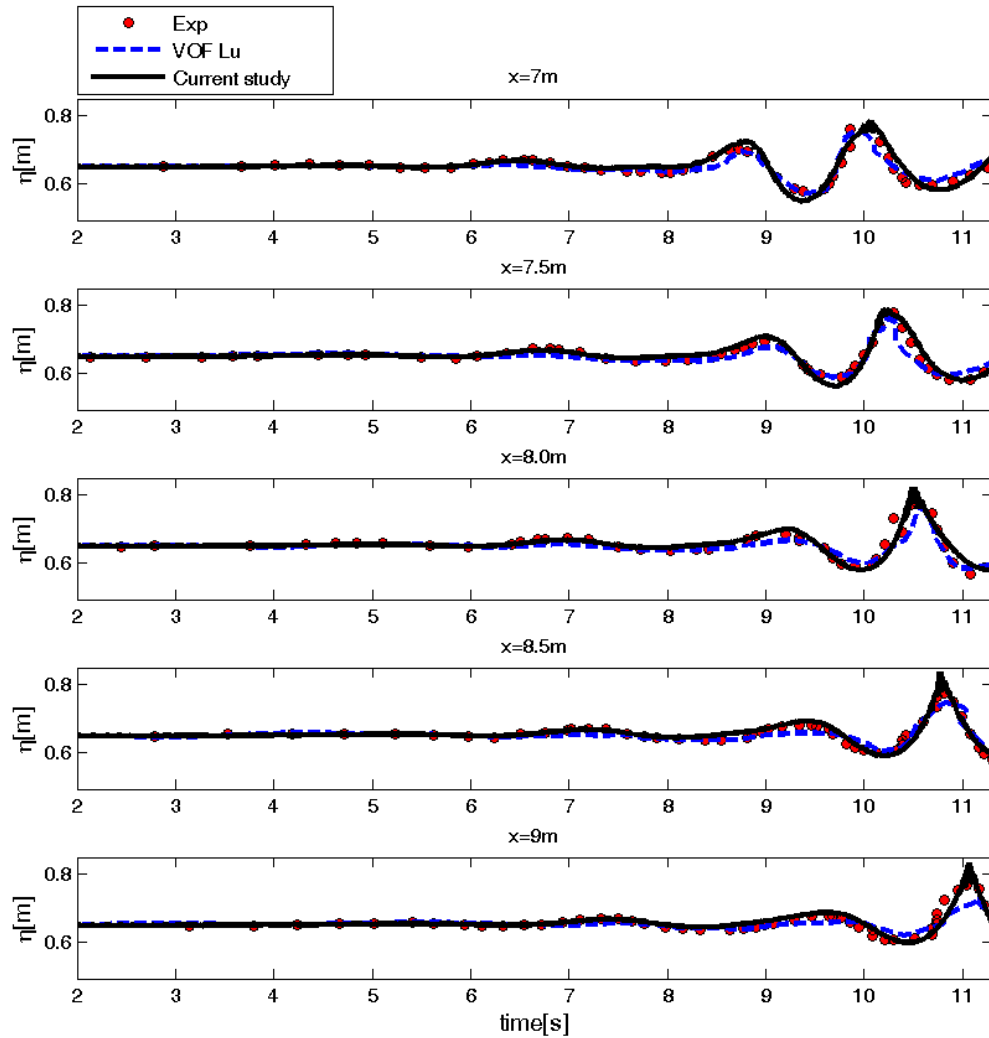 Exp
VOF Lu
Current study
x=7m
0.8
0.6
η[m]
2 3 4 5 6 7 8 9 10 11
x=7.5m
0.8
0.6
η[m]
2 3 4 5 6 7 8 9 10 11
x=8.0m
0.8
0.6
η[m]
2 3 4 5 6 7 8 9 10 11
x=8.5m
0.8
0.6
η[m]
2 3 4 5 6 7 8 9 10 11
x=9m
0.8
0.6
η[m]
2 3 4 5 6 7 8 9 10 11
time[s]